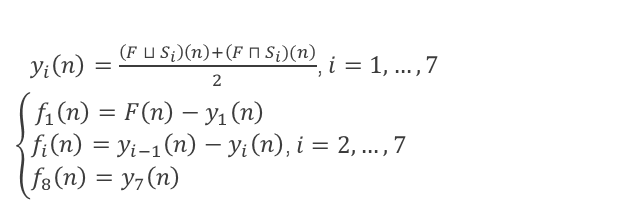 yᵢ(n) = ((F ⊔ Sᵢ)(n)+(F ⊓ Sᵢ)(n))/2, i = 1, … , 7
f₁(n) = F(n) − y₁(n)
fᵢ(n) = yᵢ₋₁(n) − yᵢ(n), i = 2, … , 7
f₈(n) = y₇(n)